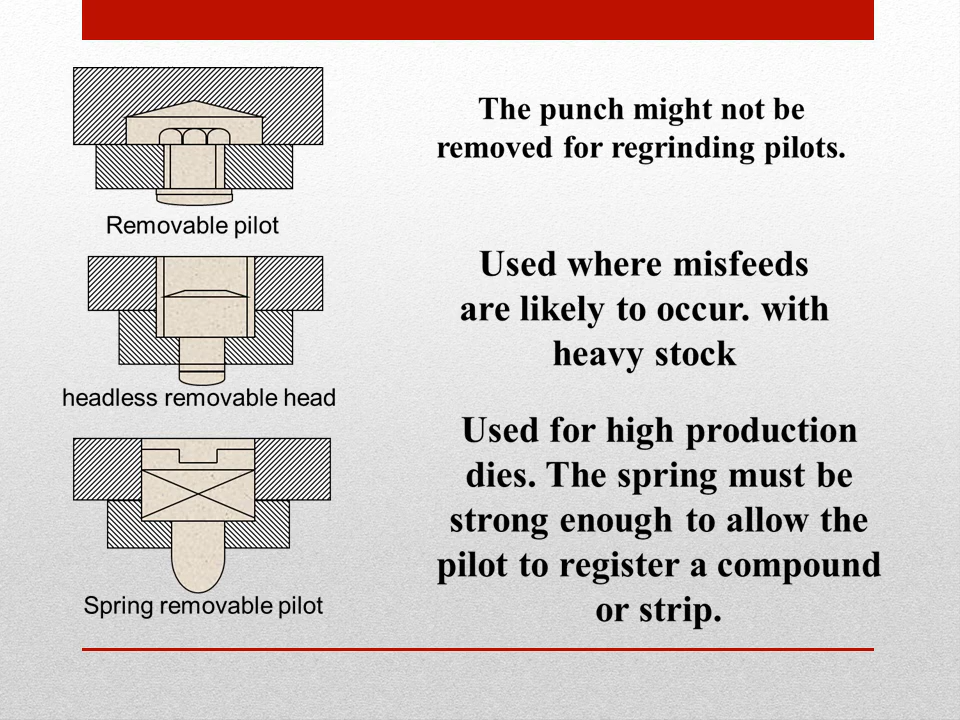 The punch might not be
removed for regrinding pilots.
Removable pilot
Used where misfeeds
are likely to occur. with
heavy stock
headless removable head
Used for high production
dies. The spring must be
strong enough to allow the
pilot to register a compound
or strip.
Spring removable pilot